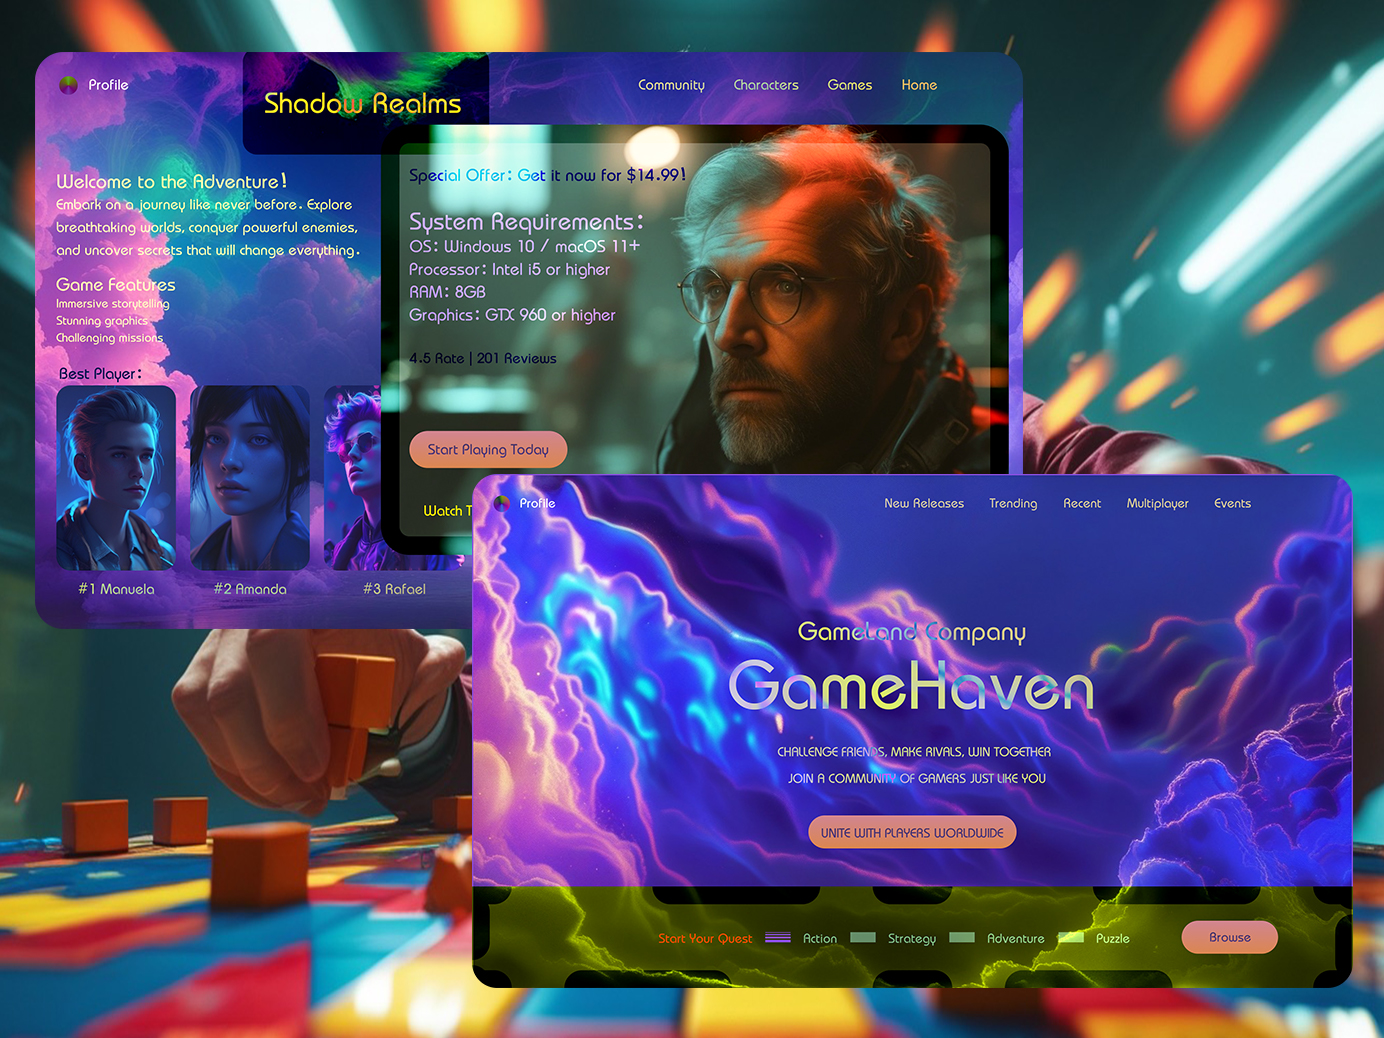 Profile
Shadow Realms
Community Characters Games Home
Welcome to the Adventure!
Embark on a journey like never before. Explore
breathtaking worlds, conquer powerful enemies,
and uncover secrets that will change everything.
Game Features
Immersive storytelling
Stunning graphics
Challenging missions
Best Player:
#1 Manuela
#2 Amanda
#3 Rafael
Special Offer: Get it now for $14.99!
System Requirements:
OS: Windows 10 / macOS 11+
Processor: Intel i5 or higher
RAM: 8GB
Graphics: GTX 960 or higher
4.5 Rate | 201 Reviews
Start Playing Today
Watch
Profile
New Releases Trending Recent Multiplayer Events
GameLand Company
GameHaven
CHALLENGE FRIENDS, MAKE RIVALS, WIN TOGETHER
JOIN A COMMUNITY OF GAMERS JUST LIKE YOU
UNITE WITH PLAYERS WORLDWIDE
Start Your Quest Action Strategy Adventure Puzzle Browse